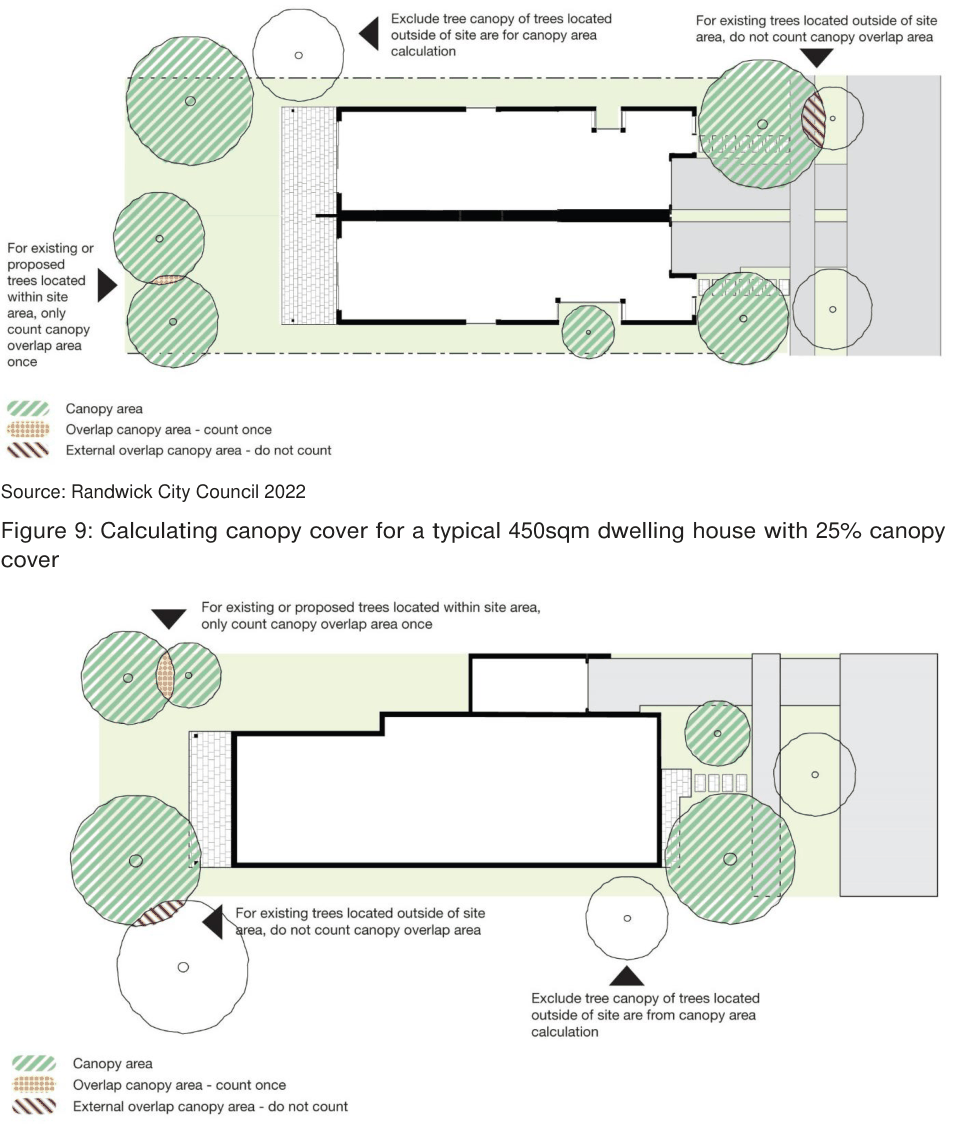 Exclude tree canopy of trees located
outside of site are for canopy area
calculation
For existing trees located outside of site
area, do not count canopy overlap area
For existing or
proposed
trees located
within site
area, only
count canopy
overlap area
once
Canopy area
Overlap canopy area - count once
External overlap canopy area - do not count
Source: Randwick City Council 2022
Figure 9: Calculating canopy cover for a typical 450sqm dwelling house with 25% canopy
cover
For existing or proposed trees located within site area,
only count canopy overlap area once
For existing trees located outside of site
area, do not count canopy overlap area
Exclude tree canopy of trees located
outside of site are from canopy area
calculation
Canopy area
Overlap canopy area - count once
External overlap canopy area - do not count